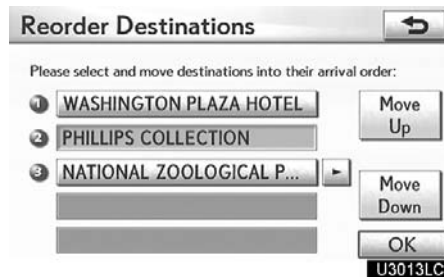 Reorder Destinations
Please select and move destinations into their arrival order:
1 WASHINGTON PLAZA HOTEL
Move Up
2 PHILLIPS COLLECTION
3 NATIONAL ZOOLOGICAL P...
Move Down
OK
U3013LC